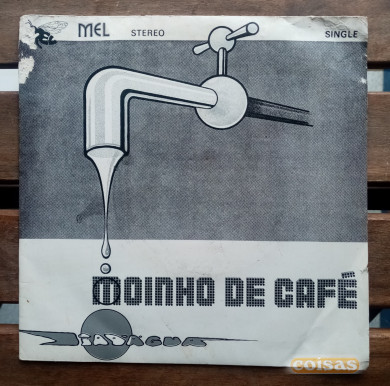 MEL STEREO SINGLE
MOINHO DE CAFÉ
coisas